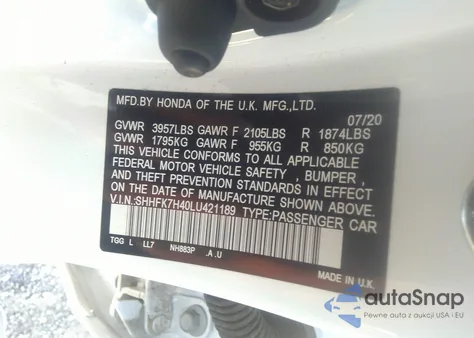 MFD.BY HONDA OF THE U.K. MFG.,LTD.
07/20
GVWR 3957LBS GAWR F 2105LBS R 1874LBS
GVWR 1795KG GAWR F 955KG R 850KG
THIS VEHICLE CONFORMS TO ALL APPLICABLE
FEDERAL MOTOR VEHICLE SAFETY , BUMPER ,
AND THEFT PREVENTION STANDARDS IN EFFECT
ON THE DATE OF MANUFACTURE SHOWN ABOVE.
V.I.N.:SHHFK7H40LU421189 TYPE:PASSENGER CAR
TGG L LL7 NH883P .A .U
MADE IN U.K.
autoSnap
Pewne auto z aukcji USA i EU